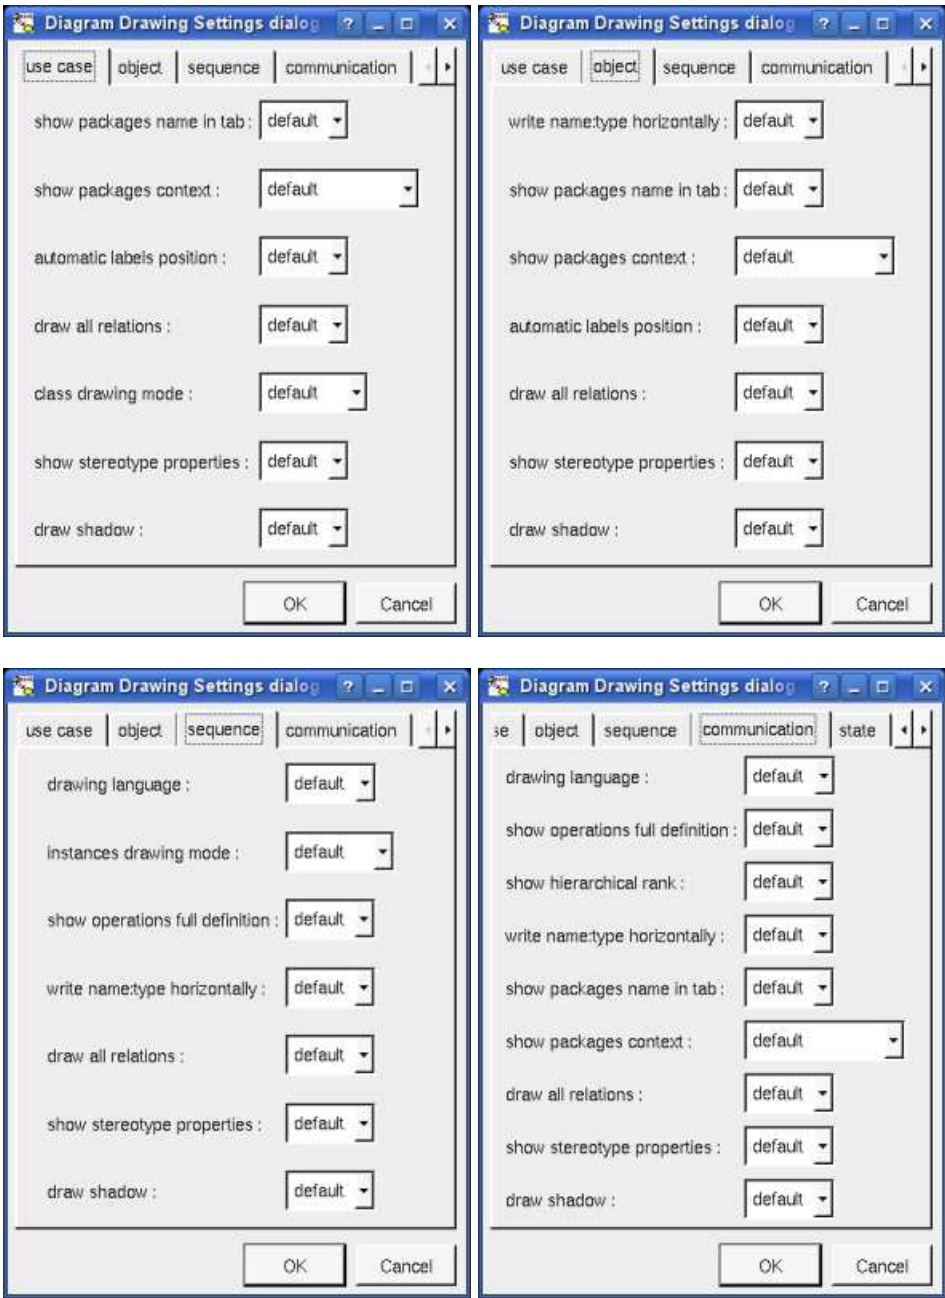 Diagram Drawing Settings dialog
use case object sequence communication
show packages name in tab : default
show packages context : default
automatic labels position : default
draw all relations : default
class drawing mode : default
show stereotype properties : default
draw shadow : default
OK Cancel
Diagram Drawing Settings dialog
use case object sequence communication
write name:type horizontally : default
show packages name in tab : default
show packages context : default
automatic labels position : default
draw all relations : default
show stereotype properties : default
draw shadow : default
OK Cancel
Diagram Drawing Settings dialog
use case object sequence communication
drawing language : default
instances drawing mode : default
show operations full definition : default
write name:type horizontally : default
draw all relations : default
show stereotype properties : default
draw shadow : default
OK Cancel
Diagram Drawing Settings dialog
se object sequence communication state
drawing language : default
show operations full definition : default
show hierarchical rank : default
write name:type horizontally : default
show packages name in tab : default
show packages context : default
draw all relations : default
show stereotype properties : default
draw shadow : default
OK Cancel